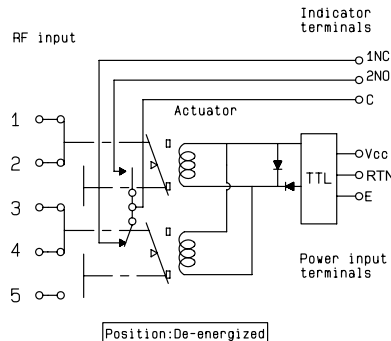 Indicator
terminals
RF input
1NC
2NO
C
Actuator
1
2
3
4
5
TTL
Vcc
RTN
E
Power input
terminals
Position:De-energized